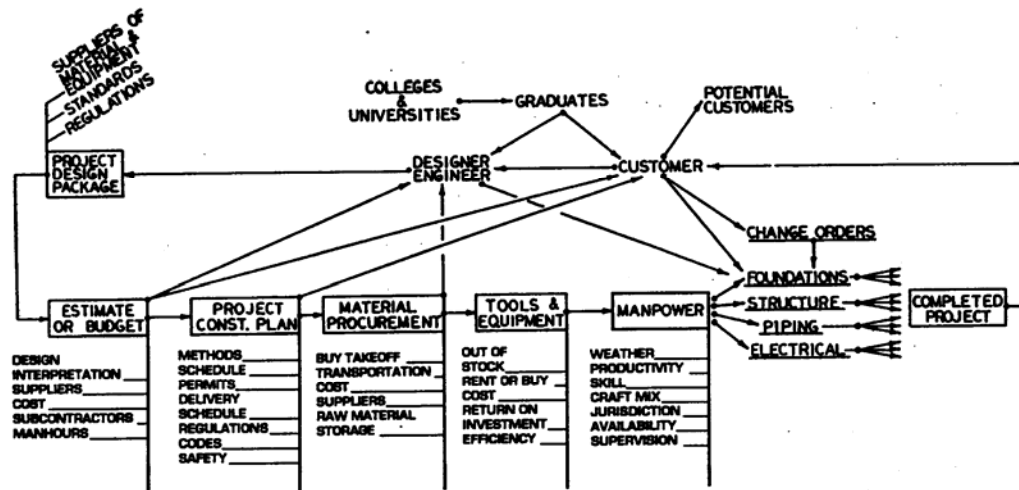 SUPPLIERS OF
MATERIAL &
EQUIPMENT
STANDARDS
REGULATIONS
COLLEGES
&
UNIVERSITIES
GRADUATES
POTENTIAL
CUSTOMERS
PROJECT
DESIGN
PACKAGE
DESIGNER
ENGINEER
CUSTOMER
CHANGE ORDERS
FOUNDATIONS
STRUCTURE
PIPING
ELECTRICAL
COMPLETED
PROJECT
ESTIMATE
OR BUDGET
PROJECT
CONST. PLAN
MATERIAL
PROCUREMENT
TOOLS &
EQUIPMENT
MANPOWER
DESIGN
INTERPRETATION
SUPPLIERS
COST
SUBCONTRACTORS
MANHOURS
METHODS
SCHEDULE
PERMITS
DELIVERY
SCHEDULE
REGULATIONS
CODES
SAFETY
BUY TAKEOFF
TRANSPORTATION
COST
SUPPLIERS
RAW MATERIAL
STORAGE
OUT OF
STOCK
RENT OR BUY
COST
RETURN ON
INVESTMENT
EFFICIENCY
WEATHER
PRODUCTIVITY
SKILL
CRAFT MIX
JURISDICTION
AVAILABILITY
SUPERVISION